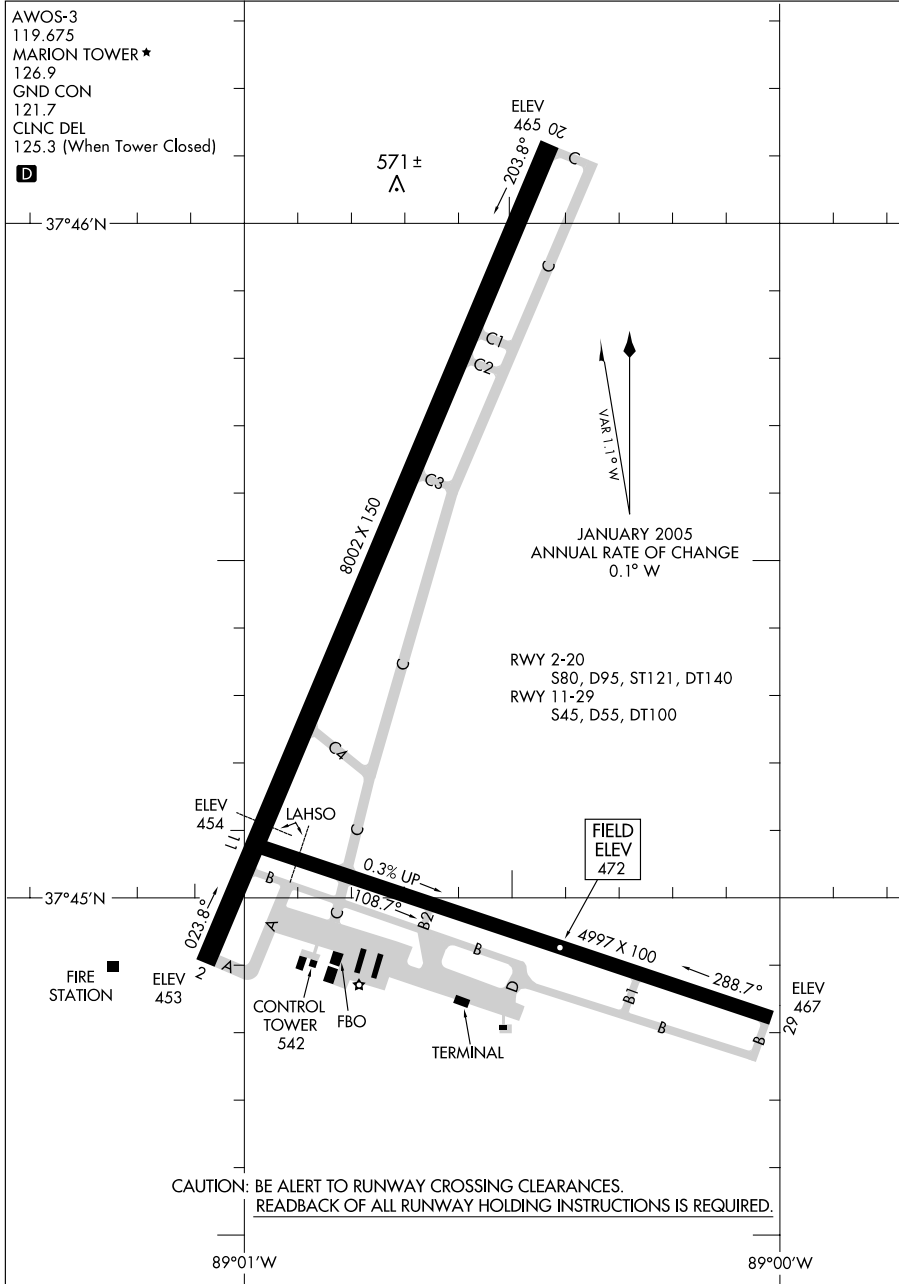 AWOS-3
119.675
MARION TOWER★
126.9
GND CON
121.7
CLNC DEL
125.3 (When Tower Closed)
D
ELEV
465
20
C
203.8°
571 ±
37°46'N
C
C1
C2
VAR 1.1° W
C3
8002 X 150
JANUARY 2005
ANNUAL RATE OF CHANGE
0.1° W
RWY 2-20
S80, D95, ST121, DT140
RWY 11-29
S45, D55, DT100
C
C4
ELEV
454
LAHSO
11
C
FIELD
ELEV
472
0.3% UP
B
108.7°
37°45'N
023.8°
A
C
B2
B
4997 X 100
288.7°
A
2
D
B1
ELEV
467
29
FIRE
STATION
ELEV
453
CONTROL
TOWER
542
FBO
TERMINAL
B
B
CAUTION: BE ALERT TO RUNWAY CROSSING CLEARANCES.
READBACK OF ALL RUNWAY HOLDING INSTRUCTIONS IS REQUIRED.
89°01'W
89°00'W